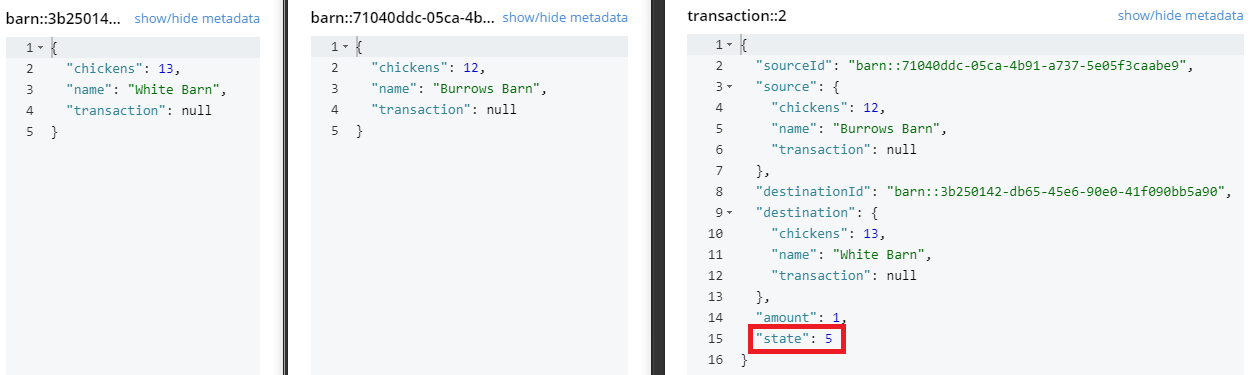 barn::3b25014... show/hide metadata
1 {
2 "chickens": 13,
3 "name": "White Barn",
4 "transaction": null
5 }
barn::71040ddc-05ca-4b... show/hide metadata
1 {
2 "chickens": 12,
3 "name": "Burrows Barn",
4 "transaction": null
5 }
transaction::2 show/hide metadata
1 {
2 "sourceId": "barn::71040ddc-05ca-4b91-a737-5e05f3caabe9",
3 "source": {
4 "chickens": 12,
5 "name": "Burrows Barn",
6 "transaction": null
7 },
8 "destinationId": "barn::3b250142-db65-45e6-90e0-41f090bb5a90",
9 "destination": {
10 "chickens": 13,
11 "name": "White Barn",
12 "transaction": null
13 },
14 "amount": 1,
15 "state": 5
16 }